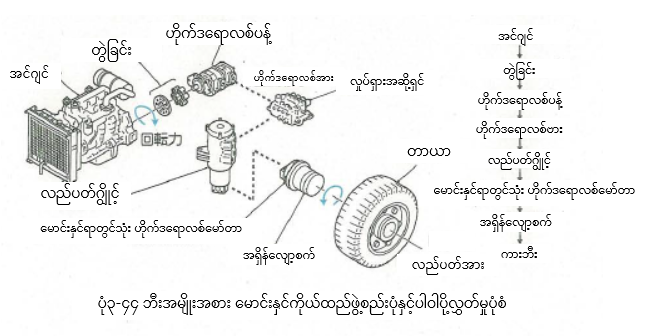 ဟိုက်ဒရောလစ်ပန့်
တွဲခြင်း
အင်ဂျင်
ဟိုက်ဒရောလစ်အား
လှုပ်ရှားအဆို့ရှင်
回転力
တာယာ
လည်ပတ်ဂျွိုင့်
မောင်းနှင်ရာတွင်သုံး ဟိုက်ဒရောလစ်မော်တာ
အရှိန်လျော့စက်
လည်ပတ်အား
အင်ဂျင်
တွဲခြင်း
ဟိုက်ဒရောလစ်ပန့်
ဟိုက်ဒရောလစ်ဗား
လည်ပတ်ဂျွိုင့်
မောင်းနှင်ရာတွင်သုံး ဟိုက်ဒရောလစ်မော်တာ
အရှိန်လျော့စက်
ကားဘီး
ပုံ၃-၄၄ ဘီးအမျိုးအစား မောင်းနှင်ကိုယ်ထည်ဖွဲ့စည်းပုံနှင့်ပါဝါပို့လွှတ်မှုပုံစံ